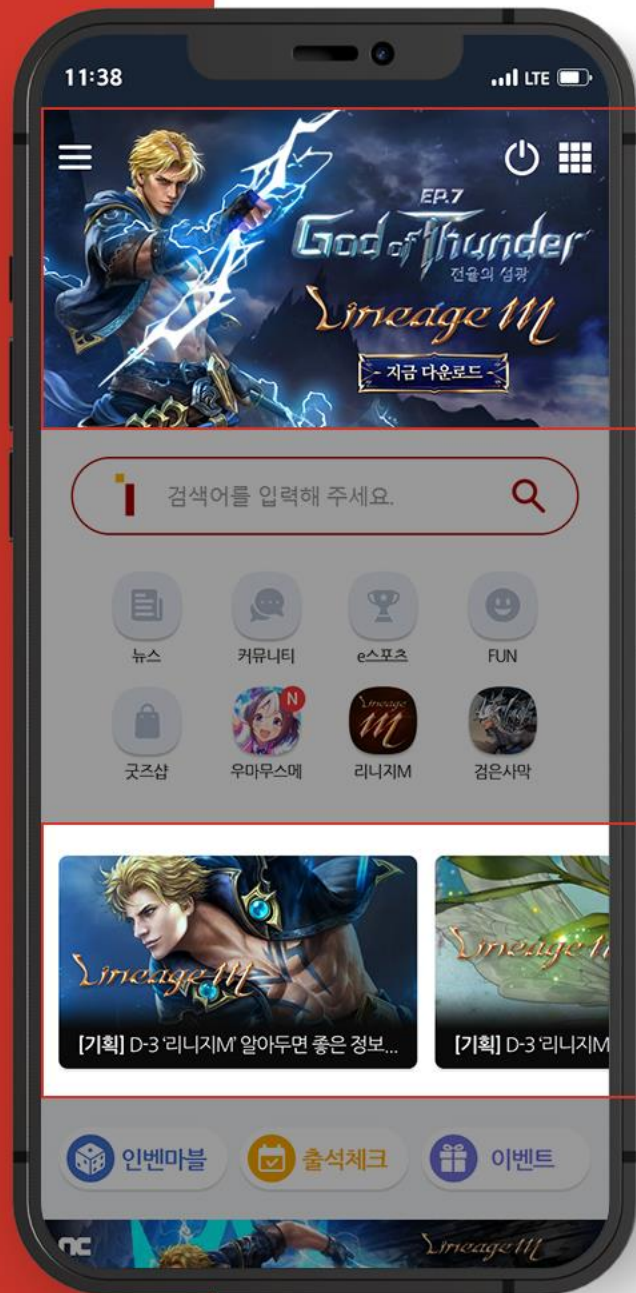 11:38
LTE
EP.7
God of Thunder
전율의 섬광
Lineage M
지금 다운로드
검색어를 입력해 주세요.
뉴스
커뮤니티
e스포츠
FUN
N
Lineage
M
굿즈샵
우마무스메
리니지M
검은사막
Lineage M
Lineage
[기획] D-3 ‘리니지M’ 알아두면 좋은 정보...
[기획] D-3 ‘리니지M
인벤마블
출석체크
이벤트
nc
Lineage M